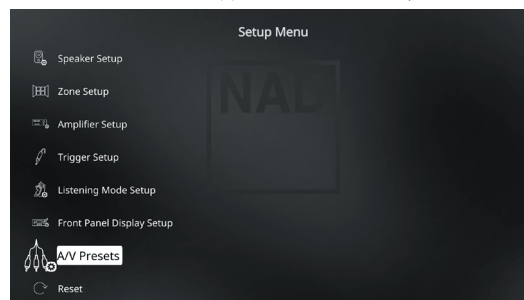 Setup Menu
Speaker Setup
Zone Setup
NAD
Amplifier Setup
Trigger Setup
Listening Mode Setup
Front Panel Display Setup
A/V Presets
Reset